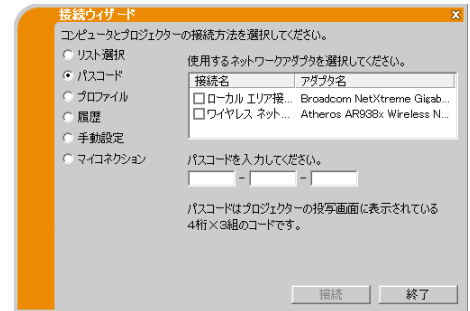 接続ウィザード
コンピュータとプロジェクターの接続方法を選択してください。
リスト選択
パスコード
プロファイル
履歴
手動設定
マイコネクション
使用するネットワークアダプタを選択してください。
接続名 アダプタ名
ローカル エリア接... Broadcom NetXtreme Gigab...
ワイヤレス ネット... Atheros AR938x Wireless N...
パスコードを入力してください。
- -
パスコードはプロジェクターの投写画面に表示されている
4桁×3組のコードです。
接続 終了